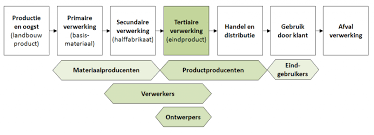 Productie
en oogst
(landbouw
product)
Primaire
verwerking
(basis-
materiaal)
Secundaire
verwerking
(halffabrikaat)
Tertiaire
verwerking
(eindproduct)
Handel en
distributie
Gebruik
door klant
Afval
verwerking
Materiaalproducenten
Productproducenten
Eind-
gebruikers
Verwerkers
Ontwerpers